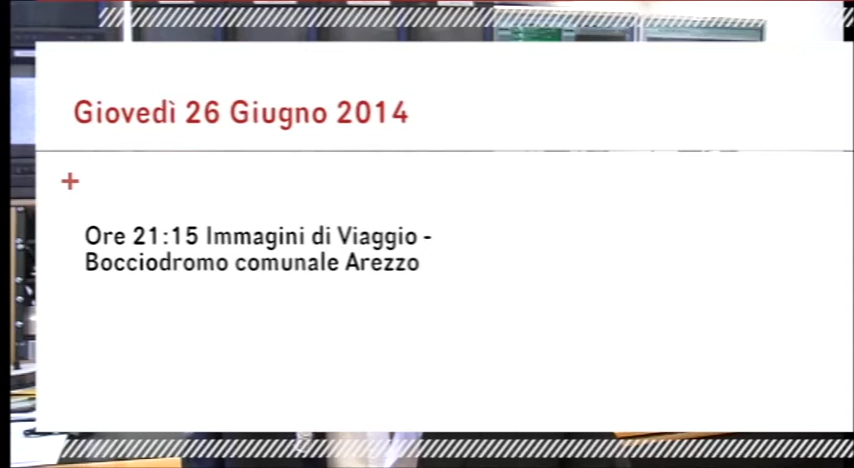 Giovedì 26 Giugno 2014
+
Ore 21:15 Immagini di Viaggio -
Bocciodromo comunale Arezzo